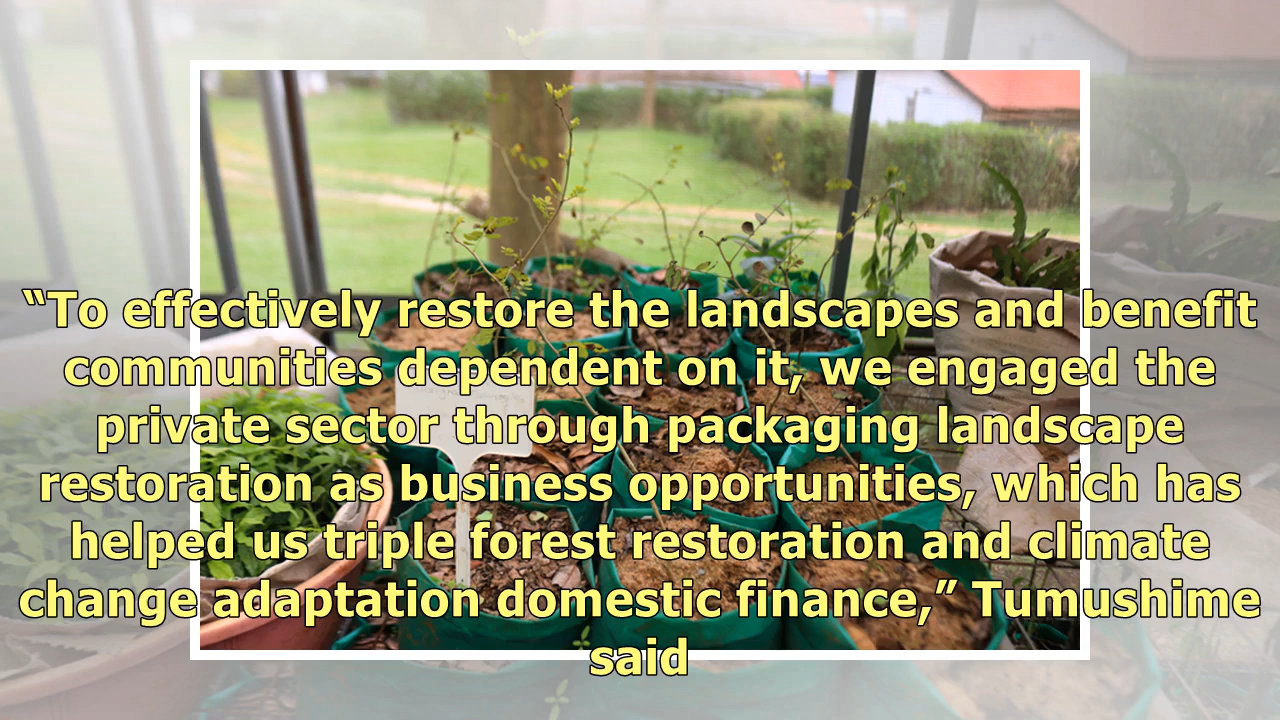 “To effectively restore the landscapes and benefit
communities dependent on it, we engaged the
private sector through packaging landscape
restoration as business opportunities, which has
helped us triple forest restoration and climate
change adaptation domestic finance,” Tumushime
said